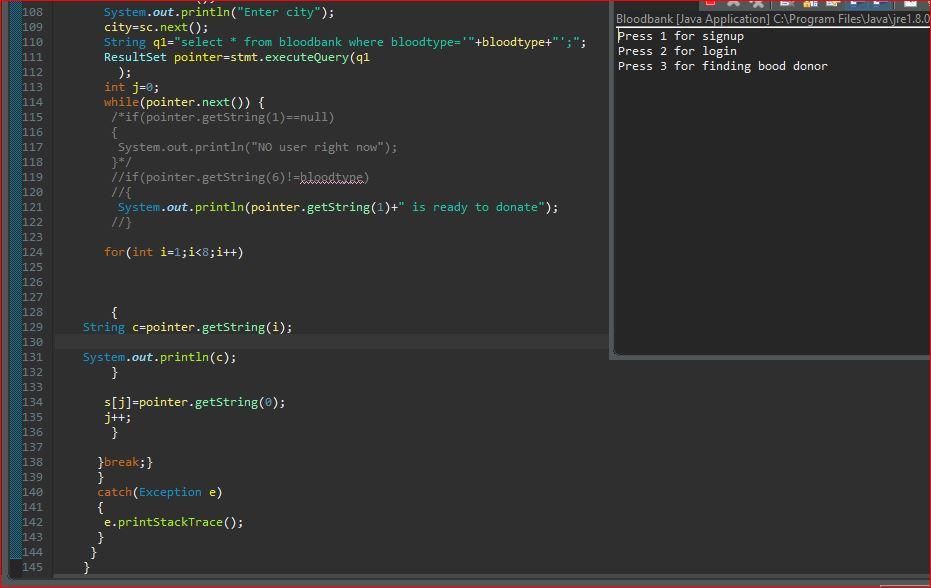 108 System.out.println("Enter city");
109 city=sc.next();
110 String q1="select * from bloodbank where bloodtype='"+bloodtype+"';";
111 ResultSet pointer=stmt.executeQuery(q1
112 );
113 int j=0;
114 while(pointer.next()) {
115 /*if(pointer.getString(1)==null)
116 {
117 System.out.println("NO user right now");
118 }*/
119 //if(pointer.getString(6)!=bloodtype)
120 //{
121 System.out.println(pointer.getString(1)+" is ready to donate");
122 //}
123
124 for(int i=1;i<8;i++)
125
126
127
128 {
129 String c=pointer.getString(i);
130
131 System.out.println(c);
132 }
133
134 s[j]=pointer.getString(0);
135 j++;
136 }
137
138 }break;}
139 }
140 catch(Exception e)
141 {
142 e.printStackTrace();
143 }
144 }
145 }
Bloodbank [Java Application] C:\Program Files\Java\jre1.8.0
Press 1 for signup
Press 2 for login
Press 3 for finding bood donor